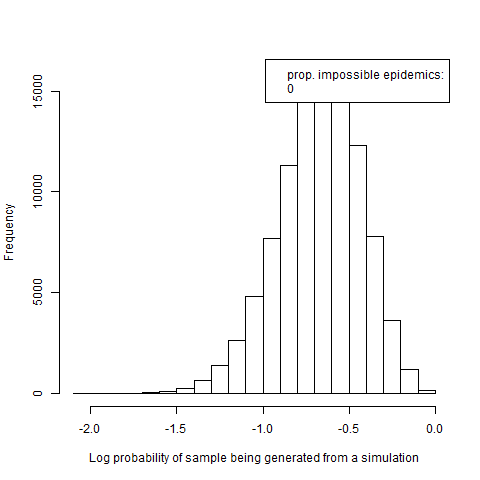 prop. impossible epidemics:
0
Frequency
15000
10000
5000
0
-2.0 -1.5 -1.0 -0.5 0.0
Log probability of sample being generated from a simulation